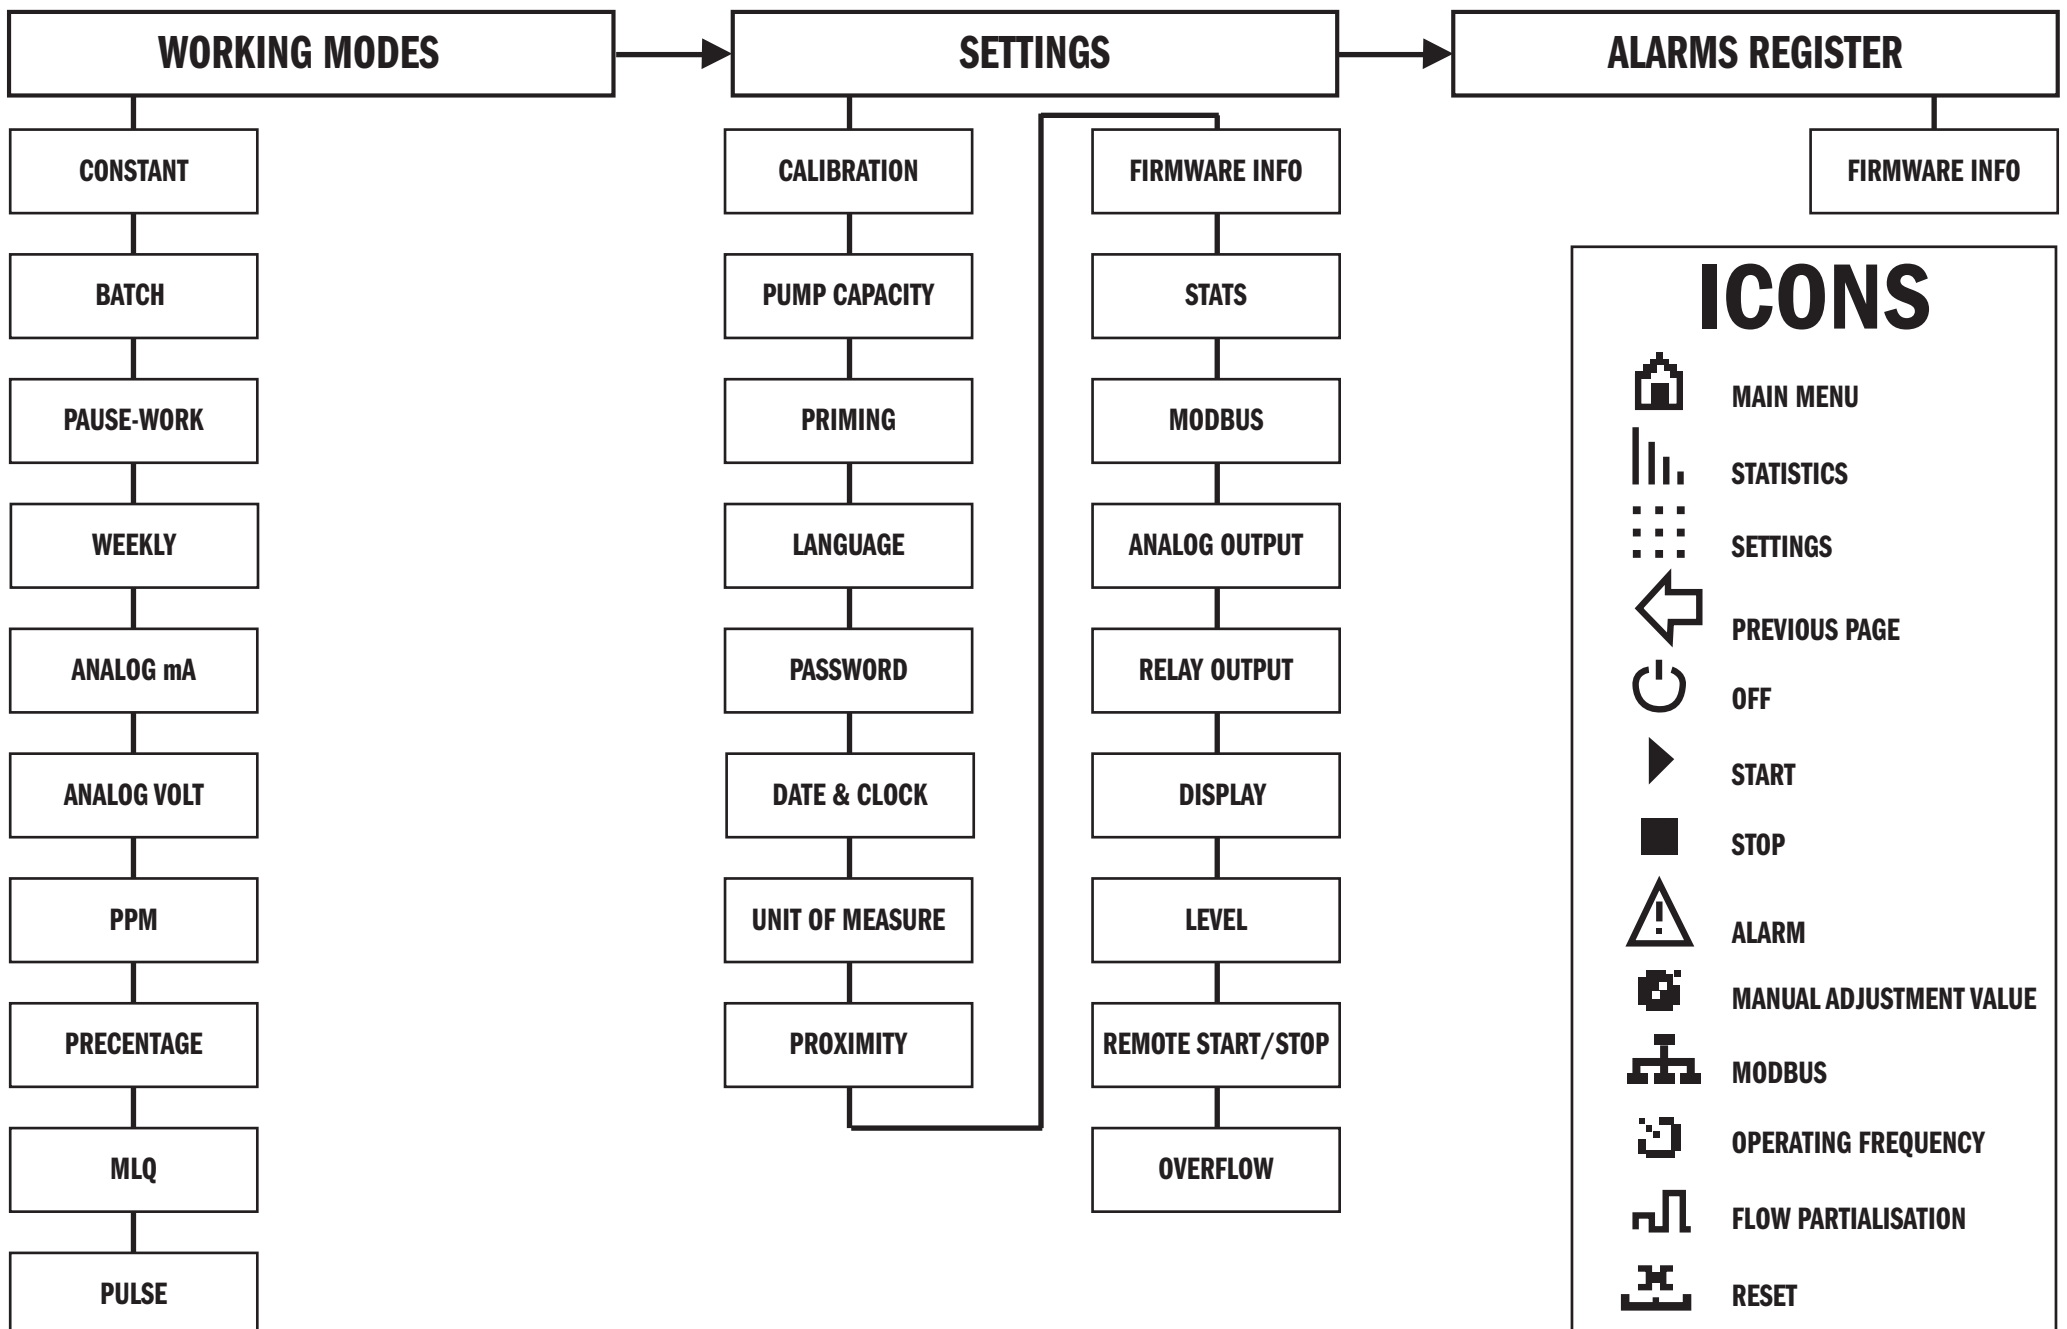 WORKING MODES
SETTINGS
ALARMS REGISTER
CONSTANT
BATCH
PAUSE-WORK
WEEKLY
ANALOG mA
ANALOG VOLT
PPM
PRECENTAGE
MLQ
PULSE
CALIBRATION
PUMP CAPACITY
PRIMING
LANGUAGE
PASSWORD
DATE & CLOCK
UNIT OF MEASURE
PROXIMITY
FIRMWARE INFO
STATS
MODBUS
ANALOG OUTPUT
RELAY OUTPUT
DISPLAY
LEVEL
REMOTE START/STOP
OVERFLOW
FIRMWARE INFO
ICONS
MAIN MENU
STATISTICS
SETTINGS
PREVIOUS PAGE
OFF
START
STOP
ALARM
MANUAL ADJUSTMENT VALUE
MODBUS
OPERATING FREQUENCY
FLOW PARTIALISATION
RESET